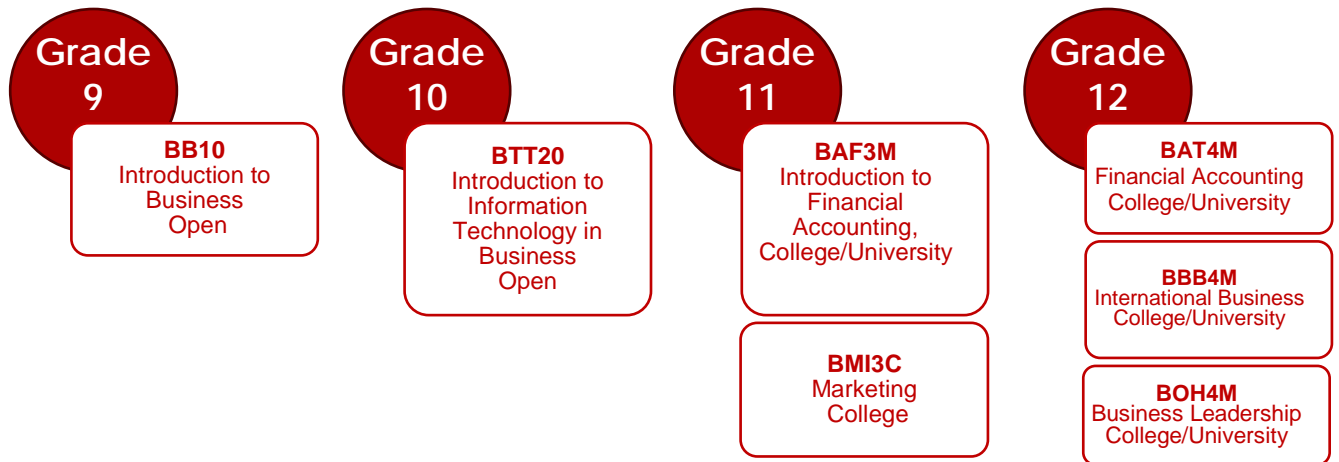 Grade
9
BB10
Introduction to
Business
Open
Grade
10
BTT20
Introduction to
Information
Technology in
Business
Open
Grade
11
BAF3M
Introduction to
Financial
Accounting,
College/University
BMI3C
Marketing
College
Grade
12
BAT4M
Financial Accounting
College/University
BBB4M
International Business
College/University
BOH4M
Business Leadership
College/University